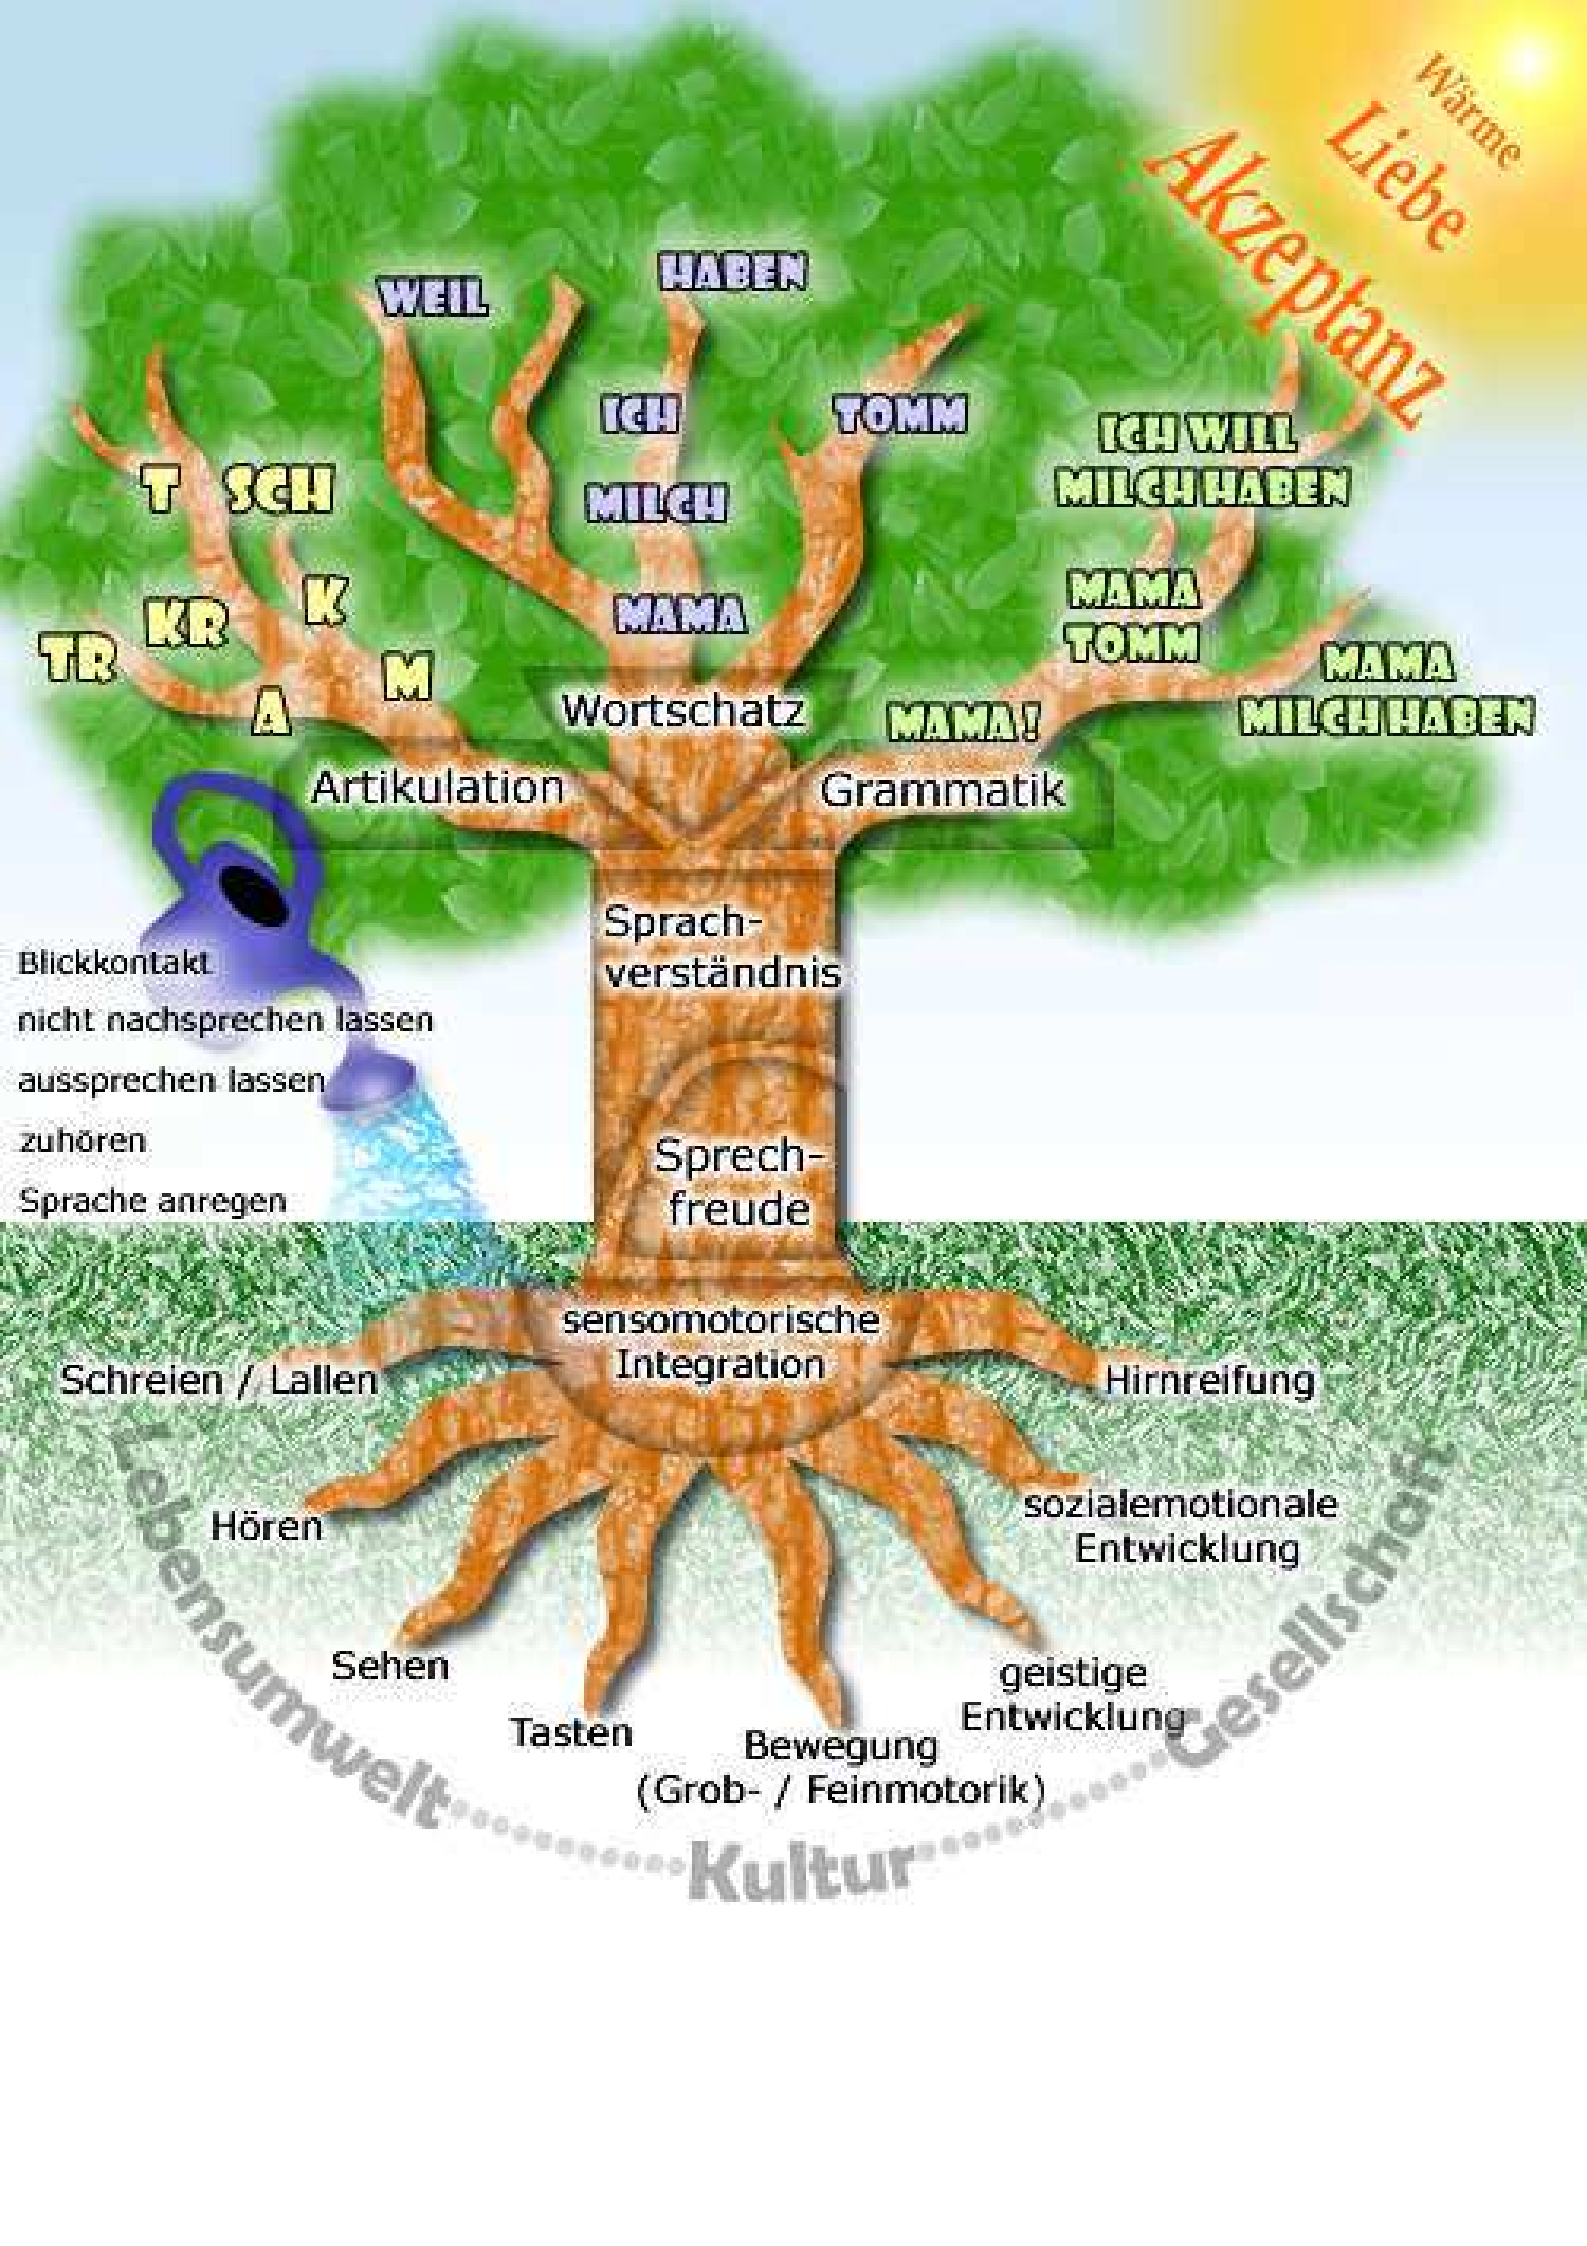 Wärme
Liebe
Akzeptanz
WEIL
HABEN
ICH
TOMM
MILCH
MAMA
T
SCH
K
KR
TR
A
M
ICH WILL
MILCH HABEN
MAMA
TOMM
MAMA
MILCH HABEN
MAMA!
Wortschatz
Artikulation
Grammatik
Sprach-
verständnis
Blickkontakt
nicht nachsprechen lassen
aussprechen lassen
zuhören
Sprache anregen
Sprech-
freude
sensomotorische
Integration
Schreien / Lallen
Hören
Sehen
Tasten
Bewegung
(Grob- / Feinmotorik)
geistige
Entwicklung
sozialemotionale
Entwicklung
Hirnreifung
Lebensumwelt
Kultur
Gesellschaft